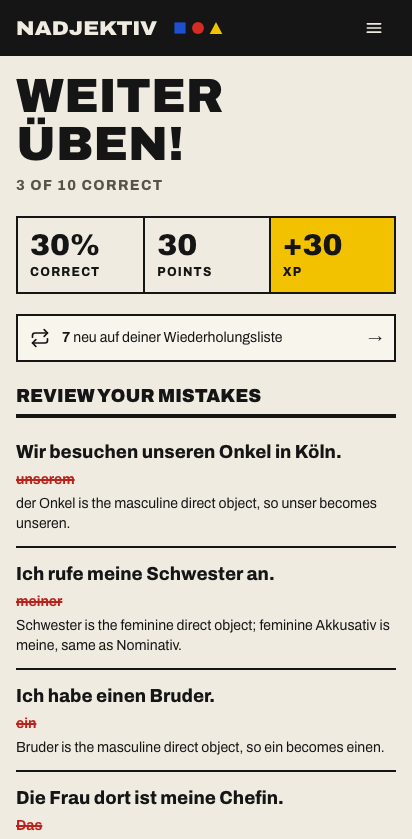 NADJEKTIV
WEITER
ÜBEN!
3 OF 10 CORRECT
30%
CORRECT
30
POINTS
+30
XP
7 neu auf deiner Wiederholungsliste →
REVIEW YOUR MISTAKES
Wir besuchen unseren Onkel in Köln.
unserem
der Onkel is the masculine direct object, so unser becomes
unseren.
Ich rufe meine Schwester an.
meiner
Schwester is the feminine direct object; feminine Akkusativ is
meine, same as Nominativ.
Ich habe einen Bruder.
ein
Bruder is the masculine direct object, so ein becomes einen.
Die Frau dort ist meine Chefin.
Das